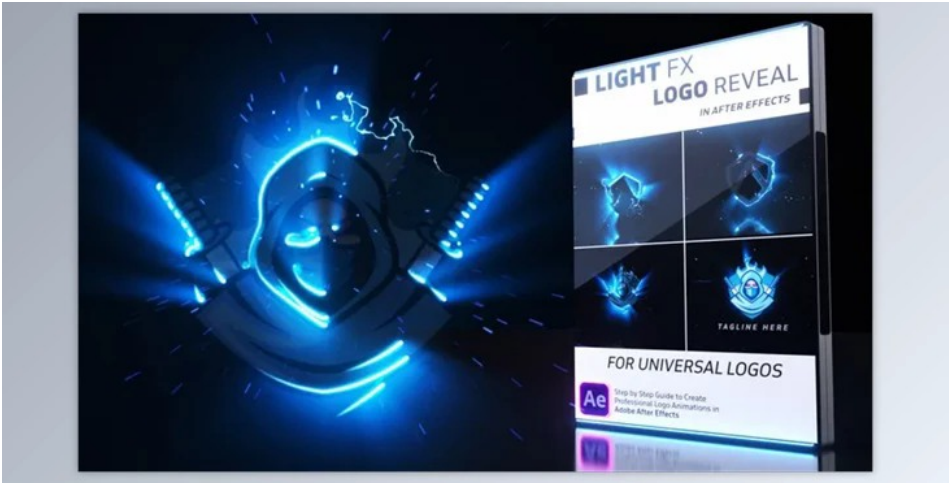 LIGHT FX
LOGO REVEAL
IN AFTER EFFECTS
TAGLINE HERE
FOR UNIVERSAL LOGOS
Ae
Step by Step Guide to Create
Professional Logo Animations in
Adobe After Effects